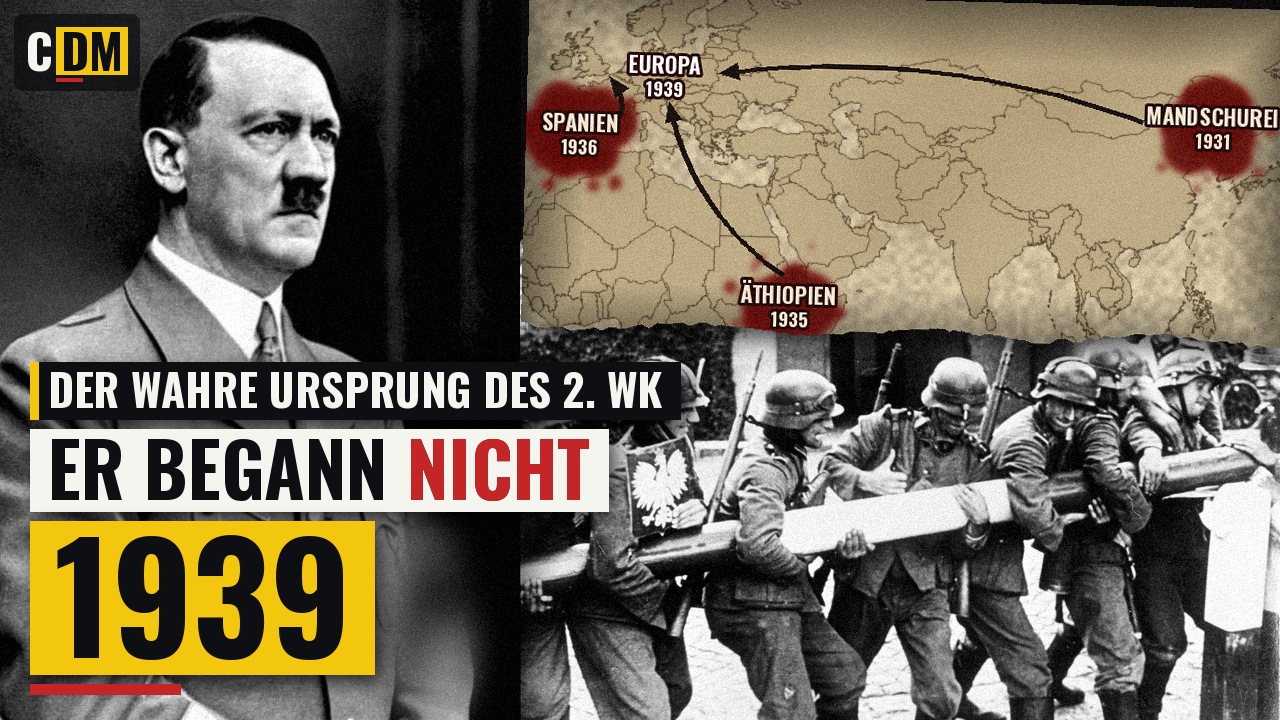 CDM
EUROPA
1939
SPANIEN
1936
MANDSCHUREI
1931
ÄTHIOPIEN
1935
DER WAHRE URSPRUNG DES 2. WK
ER BEGANN NICHT
1939